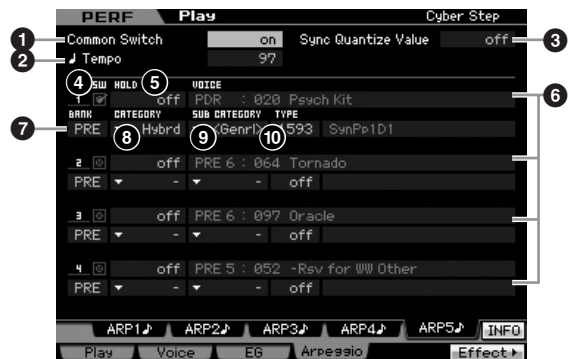 PERF Play Cyber Step
1 Common Switch on Sync Quantize Value off 3
2 Tempo 97
4 SW HOLD 5 VOICE
1 off PDR : 020 Psych Kit 6
BANK CATEGORY SUB CATEGORY TYPE
7 PRE 8 Hybrd 9 <Genrl> 10 1593 SynPp1D1
2 off PRE 6 : 064 Tornado
PRE - - off
3 off PRE 6 : 097 Oracle
PRE - - off
4 off PRE 5 : 052 -Rsv for WW Other
PRE - - off
ARP1♪ ARP2♪ ARP3♪ ARP4♪ ARP5♪ INFO
Play Voice EG Arpeggio Effect